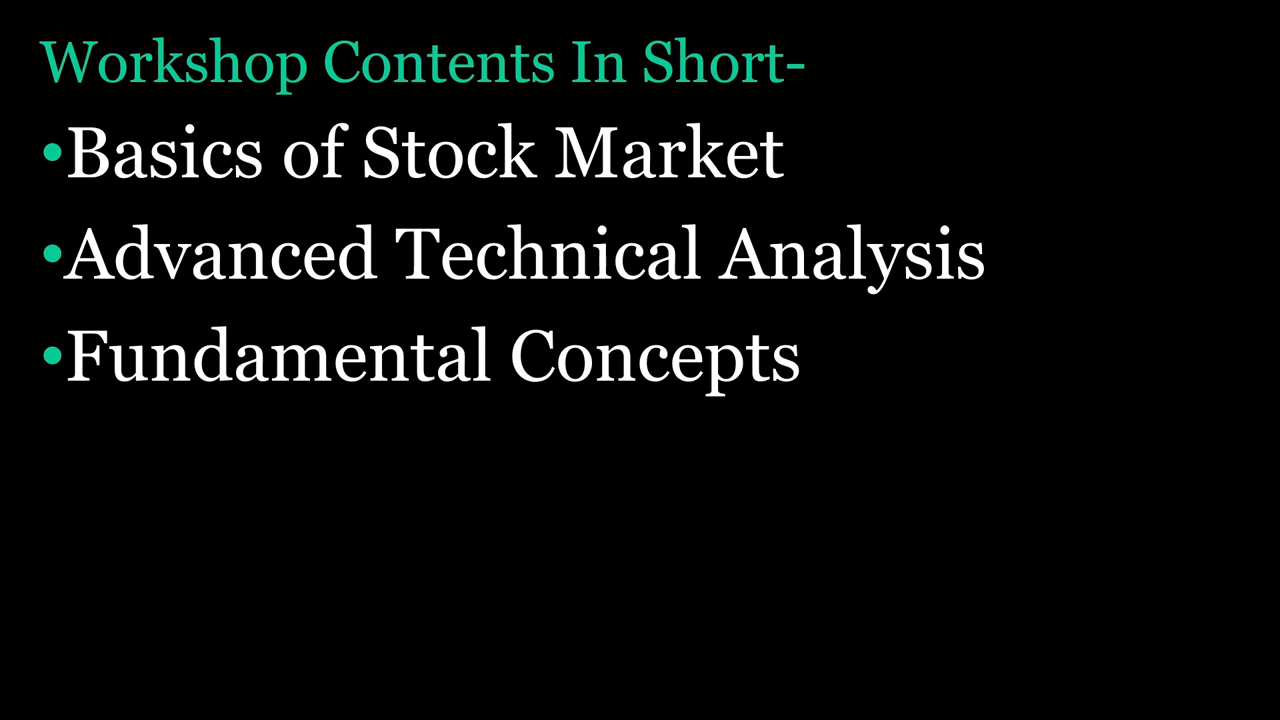 Workshop Contents In Short-
•Basics of Stock Market
•Advanced Technical Analysis
•Fundamental Concepts